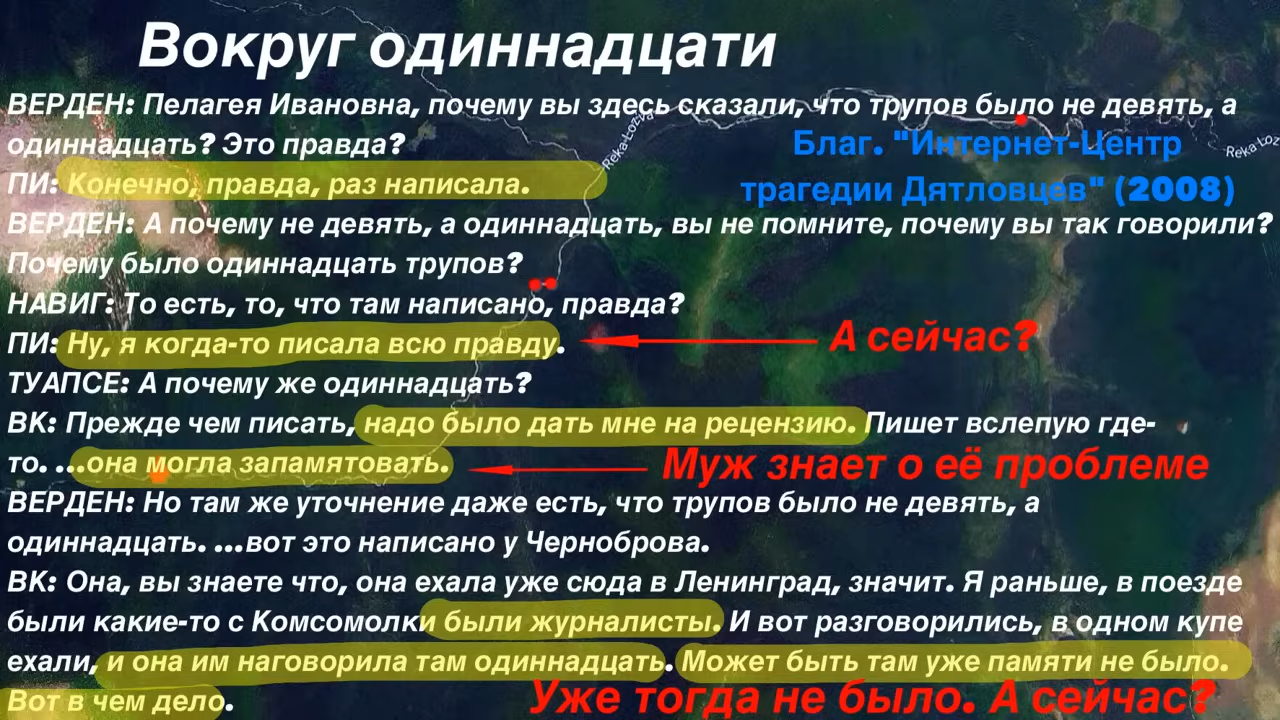 Вокруг одиннадцати
ВЕРДЕН: Пелагея Ивановна, почему вы здесь сказали, что трупов было не девять, а
одиннадцать? Это правда?
Благ. "Интернет-Центр
трагедии Дятловцев" (2008)
Reka Lozva
Reka Loz
ПИ: Конечно, правда, раз написала.
ВЕРДЕН: А почему не девять, а одиннадцать, вы не помните, почему вы так говорили?
Почему было одиннадцать трупов?
НАВИГ: То есть, то, что там написано, правда?
ПИ: Ну, я когда-то писала всю правду.
А сейчас?
ТУАПСЕ: А почему же одиннадцать?
ВК: Прежде чем писать, надо было дать мне на рецензию. Пишет вслепую где-
то. ...она могла запамятовать.
Муж знает о её проблеме
ВЕРДЕН: Но там же уточнение даже есть, что трупов было не девять, а
одиннадцать. ...вот это написано у Черноброва.
ВК: Она, вы знаете что, она ехала уже сюда в Ленинград, значит. Я раньше, в поезде
были какие-то с Комсомолки были журналисты. И вот разговорились, в одном купе
ехали, и она им наговорила там одиннадцать. Может быть там уже памяти не было.
Вот в чем дело.
Уже тогда не было. А сейчас?